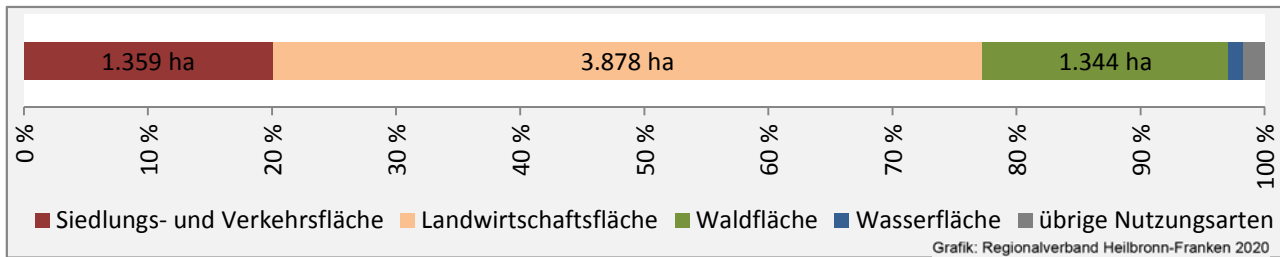 1.359 ha 3.878 ha 1.344 ha
0 % 10 % 20 % 30 % 40 % 50 % 60 % 70 % 80 % 90 % 100 %
Siedlungs- und Verkehrsfläche Landwirtschaftsfläche Waldfläche Wasserfläche übrige Nutzungsarten
Grafik: Regionalverband Heilbronn-Franken 2020